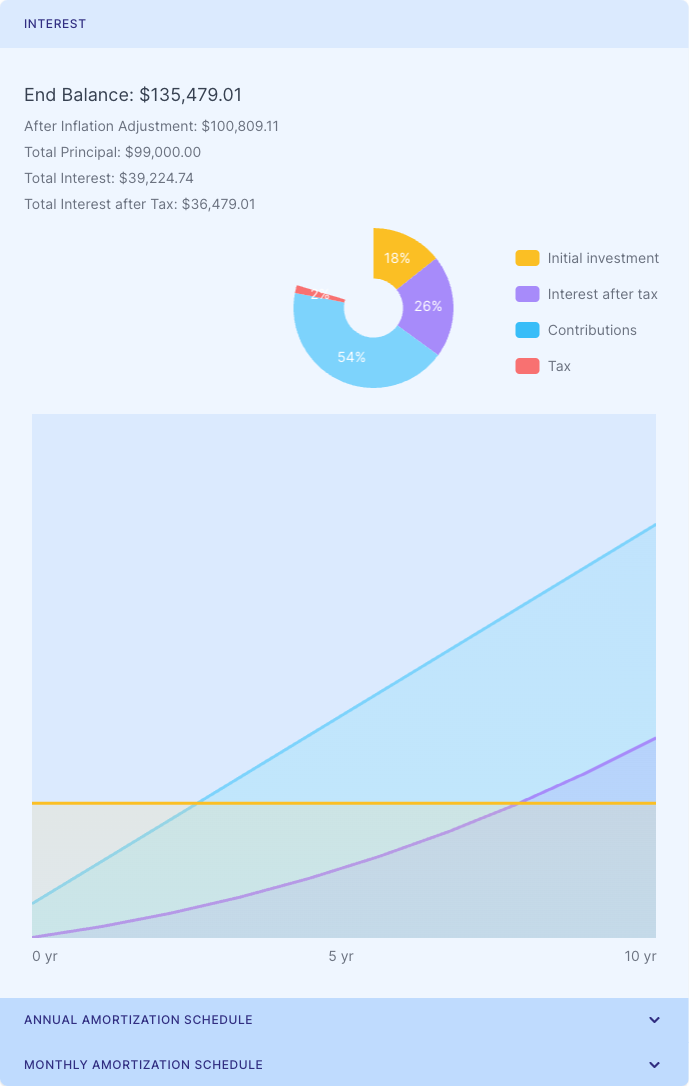 INTEREST
End Balance: $135,479.01
After Inflation Adjustment: $100,809.11
Total Principal: $99,000.00
Total Interest: $39,224.74
Total Interest after Tax: $36,479.01
18%
Initial investment
26%
Interest after tax
2%
Contributions
54%
Tax
0 yr 5 yr 10 yr
ANNUAL AMORTIZATION SCHEDULE
MONTHLY AMORTIZATION SCHEDULE